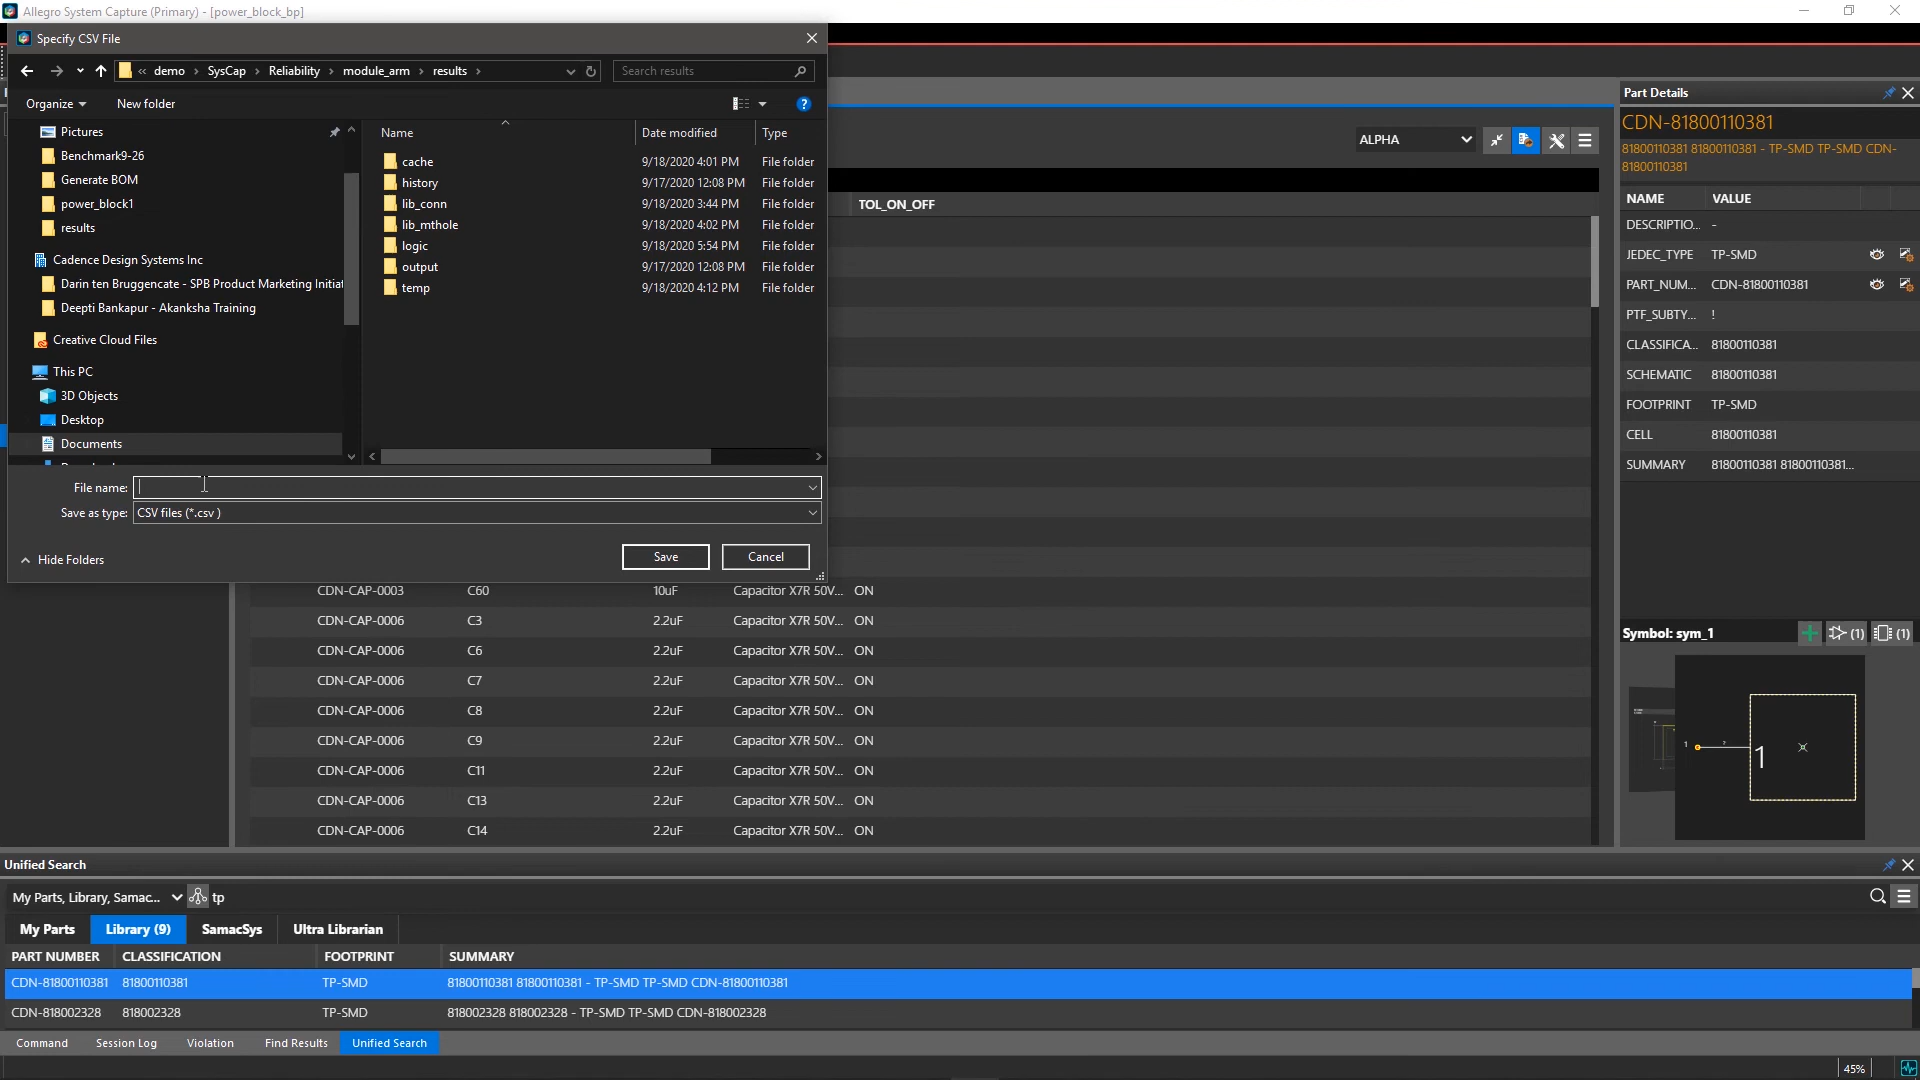 Allegro System Capture (Primary) - [power_block_bp]
Specify CSV File
« demo › SysCap › Reliability › module_arm › results ›
Search results
Organize
New folder
?
Pictures
Benchmark9-26
Generate BOM
power_block1
results
Cadence Design Systems Inc
Darin ten Bruggencate - SPB Product Marketing Initiat
Deepti Bankapur - Akanksha Training
Creative Cloud Files
This PC
3D Objects
Desktop
Documents
Name Date modified Type
cache 9/18/2020 4:01 PM File folder
history 9/17/2020 12:08 PM File folder
lib_conn 9/18/2020 3:44 PM File folder
lib_mthole 9/18/2020 4:02 PM File folder
logic 9/18/2020 5:54 PM File folder
output 9/17/2020 12:08 PM File folder
temp 9/18/2020 4:12 PM File folder
File name:
Save as type: CSV files (*.csv )
Hide Folders
Save
Cancel
ALPHA
TOL_ON_OFF
CDN-CAP-0003 C60 10uF Capacitor X7R 50V... ON
CDN-CAP-0006 C3 2.2uF Capacitor X7R 50V... ON
CDN-CAP-0006 C6 2.2uF Capacitor X7R 50V... ON
CDN-CAP-0006 C7 2.2uF Capacitor X7R 50V... ON
CDN-CAP-0006 C8 2.2uF Capacitor X7R 50V... ON
CDN-CAP-0006 C9 2.2uF Capacitor X7R 50V... ON
CDN-CAP-0006 C11 2.2uF Capacitor X7R 50V... ON
CDN-CAP-0006 C13 2.2uF Capacitor X7R 50V... ON
CDN-CAP-0006 C14 2.2uF Capacitor X7R 50V... ON
Part Details
CDN-81800110381
81800110381 81800110381 - TP-SMD TP-SMD CDN-
81800110381
NAME VALUE
DESCRIPTIO... -
JEDEC_TYPE TP-SMD
PART_NUM... CDN-81800110381
PTF_SUBTY... !
CLASSIFICA... 81800110381
SCHEMATIC 81800110381
FOOTPRINT TP-SMD
CELL 81800110381
SUMMARY 81800110381 81800110381...
Symbol: sym_1
(1)
(1)
1
1
Unified Search
My Parts, Library, Samac...
tp
My Parts
Library (9)
SamacSys
Ultra Librarian
PART NUMBER CLASSIFICATION FOOTPRINT SUMMARY
CDN-81800110381 81800110381 TP-SMD 81800110381 81800110381 - TP-SMD TP-SMD CDN-81800110381
CDN-818002328 818002328 TP-SMD 818002328 818002328 - TP-SMD TP-SMD CDN-818002328
Command
Session Log
Violation
Find Results
Unified Search
45%